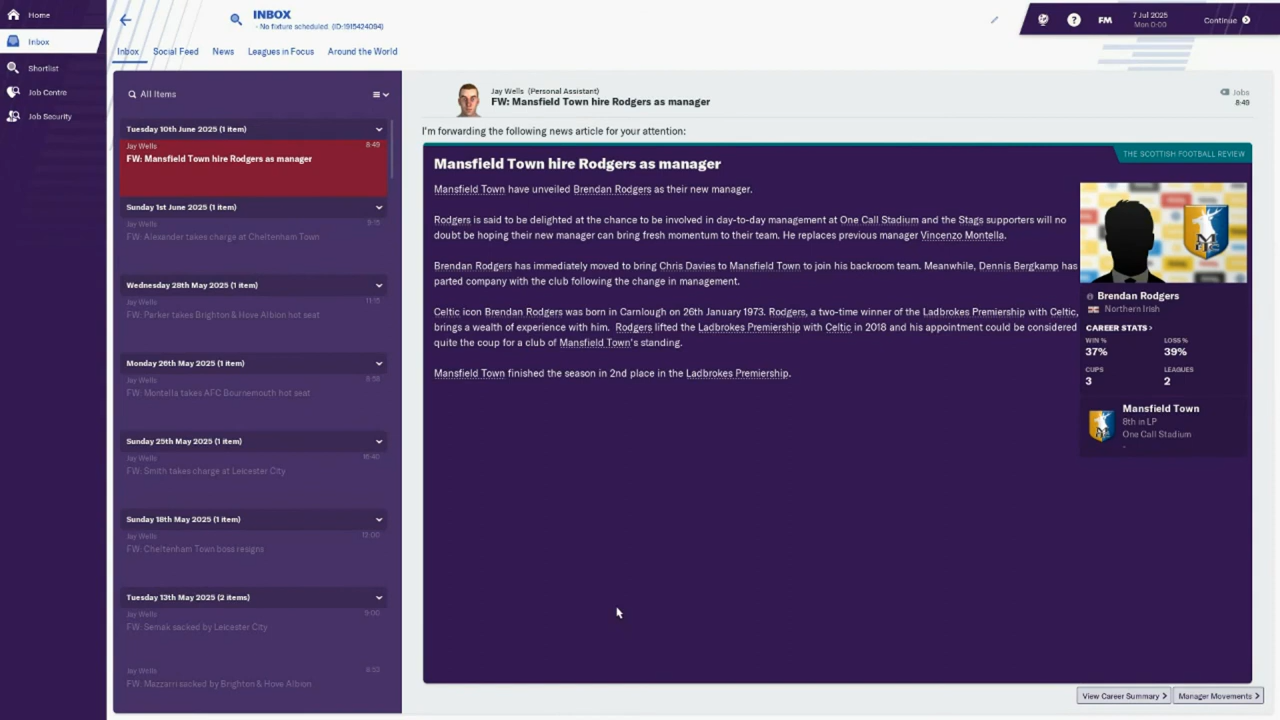 Home
Inbox
Shortlist
Job Centre
Job Security
INBOX
- No fixture scheduled. (ID:1915424094)
FM
7 Jul 2025
Mon 0:00
Continue
Inbox
Social Feed
News
Leagues in Focus
Around the World
All Items
Tuesday 10th June 2025 (1 item)
Jay Wells 8:49
FW: Mansfield Town hire Rodgers as manager
Sunday 1st June 2025 (1 item)
Jay Wells 9:15
FW: Alexander takes charge at Cheltenham Town
Wednesday 28th May 2025 (1 item)
Jay Wells 11:15
FW: Parker takes Brighton & Hove Albion hot seat
Monday 26th May 2025 (1 item)
Jay Wells 8:58
FW: Montella takes AFC Bournemouth hot seat
Sunday 25th May 2025 (1 item)
Jay Wells 16:40
FW: Smith takes charge at Leicester City
Sunday 18th May 2025 (1 item)
Jay Wells 13:00
FW: Cheltenham Town boss resigns
Tuesday 13th May 2025 (2 items)
Jay Wells 9:00
FW: Semak sacked by Leicester City
Jay Wells 8:53
FW: Mazzarri sacked by Brighton & Hove Albion
Jay Wells (Personal Assistant)
FW: Mansfield Town hire Rodgers as manager
Jobs
8:49
I'm forwarding the following news article for your attention:
Mansfield Town hire Rodgers as manager
THE SCOTTISH FOOTBALL REVIEW
Mansfield Town have unveiled Brendan Rodgers as their new manager.
Rodgers is said to be delighted at the chance to be involved in day-to-day management at One Call Stadium and the Stags supporters will no
doubt be hoping their new manager can bring fresh momentum to their team. He replaces previous manager Vincenzo Montella.
Brendan Rodgers has immediately moved to bring Chris Davies to Mansfield Town to join his backroom team. Meanwhile, Dennis Bergkamp has
parted company with the club following the change in management.
Celtic icon Brendan Rodgers was born in Carnlough on 26th January 1973. Rodgers, a two-time winner of the Ladbrokes Premiership with Celtic,
brings a wealth of experience with him. Rodgers lifted the Ladbrokes Premiership with Celtic in 2018 and his appointment could be considered
quite the coup for a club of Mansfield Town's standing.
Mansfield Town finished the season in 2nd place in the Ladbrokes Premiership.
Brendan Rodgers
Northern Irish
CAREER STATS >
WIN % LOSS %
37% 39%
CUPS LEAGUES
3 2
Mansfield Town
8th in LP
One Call Stadium
-
View Career Summary >
Manager Movements >